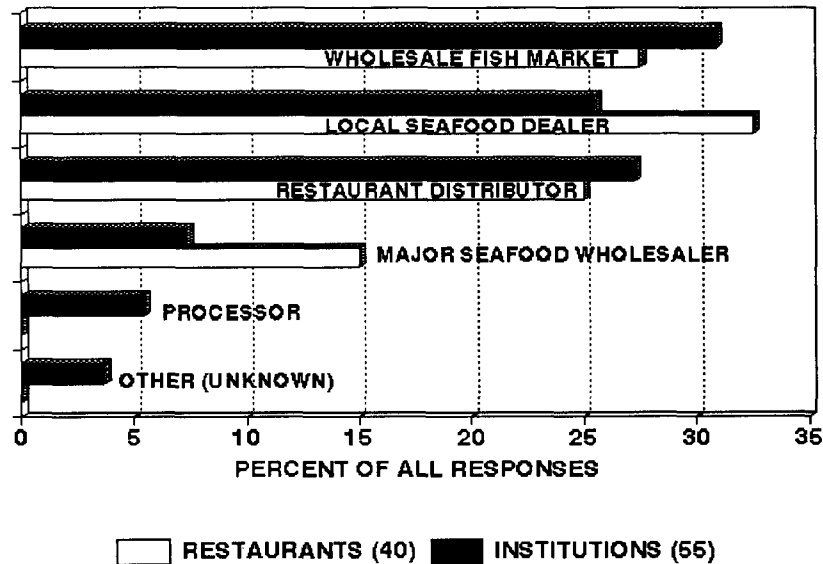 WHOLESALE FISH MARKET
LOCAL SEAFOOD DEALER
RESTAURANT DISTRIBUTOR
MAJOR SEAFOOD WHOLESALER
PROCESSOR
OTHER (UNKNOWN)
0 5 10 15 20 25 30 35
PERCENT OF ALL RESPONSES
RESTAURANTS (40) INSTITUTIONS (55)